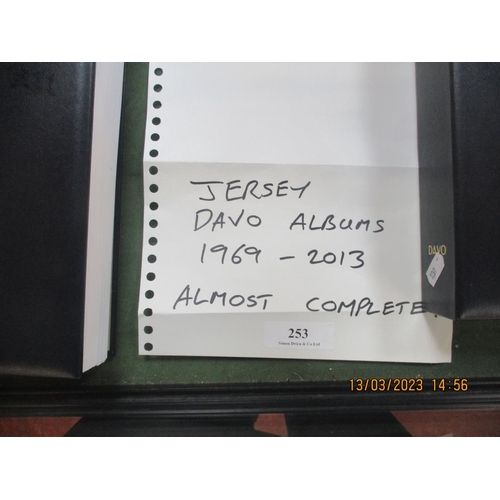 JERSEY
DAVO ALBUMS
1969 - 2013
ALMOST COMPLETE.
253
DAVO
13/03/2023 14:56